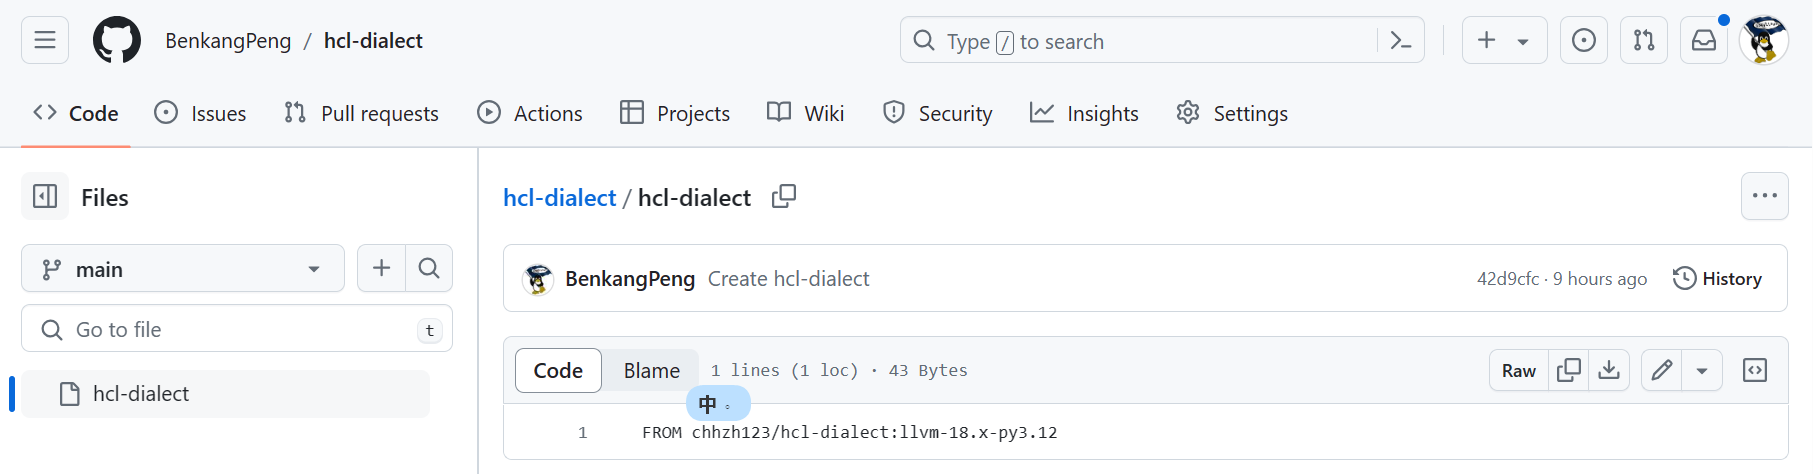 BenkangPeng / hcl-dialect
Type / to search
Code Issues Pull requests Actions Projects Wiki Security Insights Settings
Files
main
Go to file t
hcl-dialect
hcl-dialect / hcl-dialect
BenkangPeng Create hcl-dialect 42d9cfc · 9 hours ago History
Code Blame 1 lines (1 loc) · 43 Bytes Raw
中 。
1 FROM chhzh123/hcl-dialect:llvm-18.x-py3.12